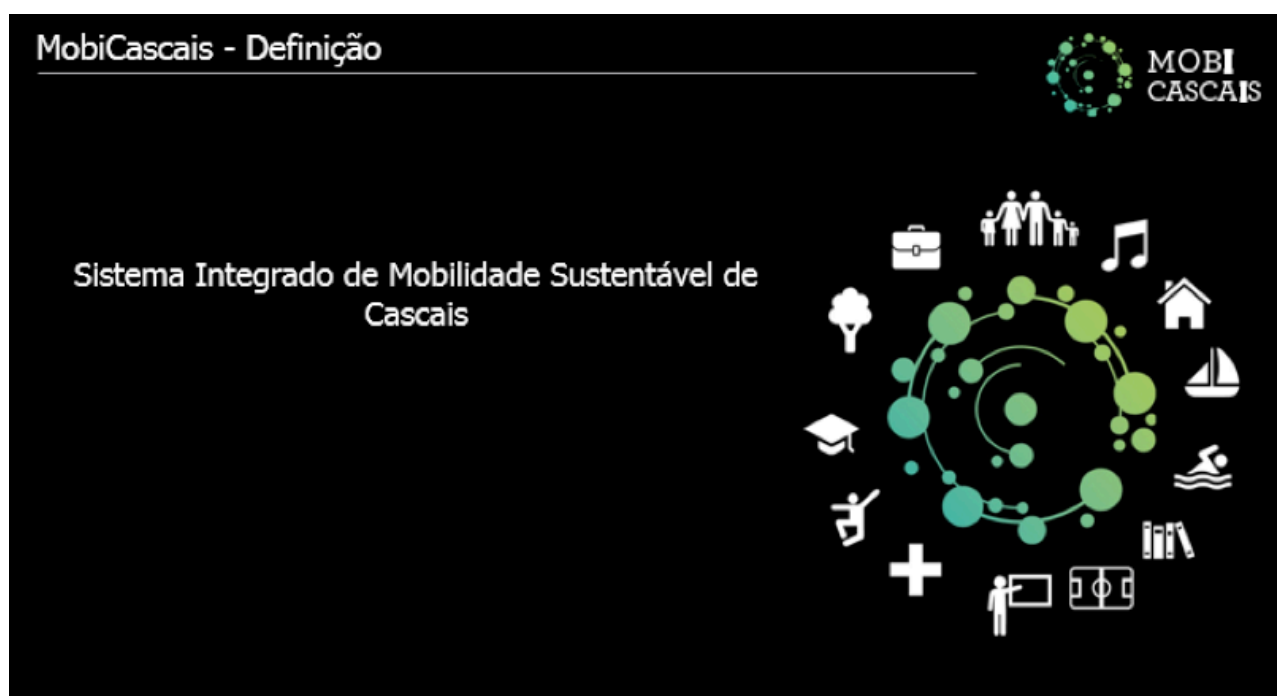 MobiCascais - Definição
MOBI
CASCAIS
Sistema Integrado de Mobilidade Sustentável de
Cascais